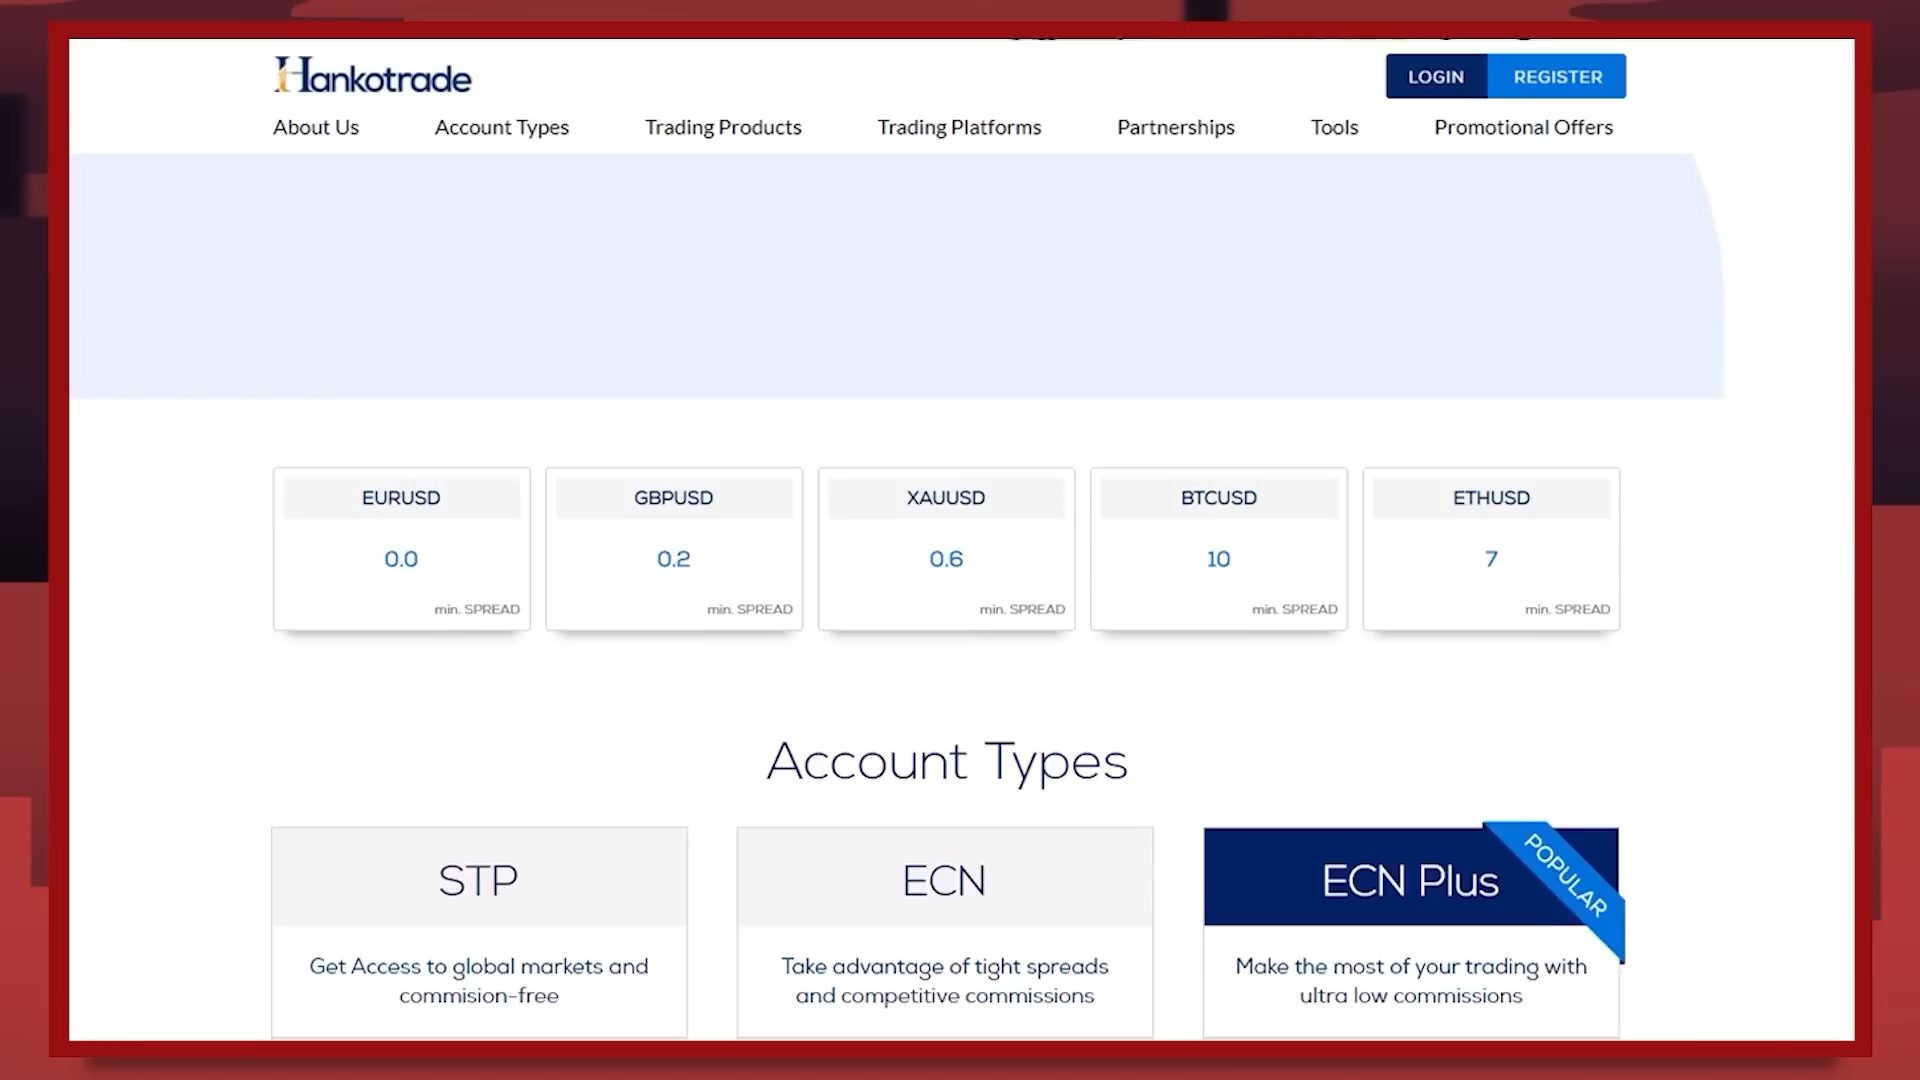 Hankotrade
LOGIN REGISTER
About Us Account Types Trading Products Trading Platforms Partnerships Tools Promotional Offers
EURUSD GBPUSD XAUUSD BTCUSD ETHUSD
0.0 0.2 0.6 10 7
min. SPREAD min. SPREAD min. SPREAD min. SPREAD min. SPREAD
Account Types
STP ECN ECN Plus POPULAR
Get Access to global markets and
commision-free
Take advantage of tight spreads
and competitive commissions
Make the most of your trading with
ultra low commissions